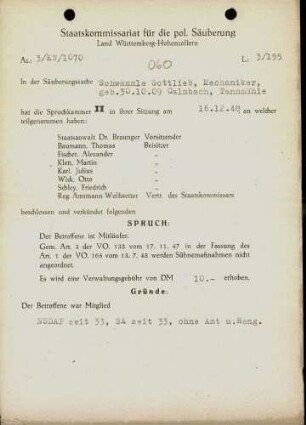 Staatskommissariat für die pol. Säuberung
Land Württemberg-Hohenzollern
Az. 3/LS/1070 L: 3/155
060
In der Säuberungssache Schwämmle Gottlieb, Mechaniker,
geb.30.10.09 Calmbach, Tannmühle
hat die Spruchkammer II in ihrer Sitzung am 16.12.48 an welcher
teilgenommen haben:
Staatsanwalt Dr. Braunger Vorsitzender
Baumann, Thomas Beisitzer
Fischer, Alexander "
Klett, Martin "
Karl, Julius "
Wick, Otto "
Schley, Friedrich "
Reg. Amtmann Wellstetter Vertr. des Staatskommissars
beschlossen und verkündet folgenden
SPRUCH:
Der Betroffene ist Mitläufer.
Gem. Art. 3 der VO. 133 vom 17. 11. 47 in der Fassung des
Art. 1 der VO. 165 vom 13. 7. 48 werden Sühnemaßnahmen nicht
angeordnet.
Es wird eine Verwaltungsgebühr von DM 10.- erhoben.
Gründe:
Der Betroffene war Mitglied
NSDAP seit 33, SA seit 33, ohne Amt u.Rang.